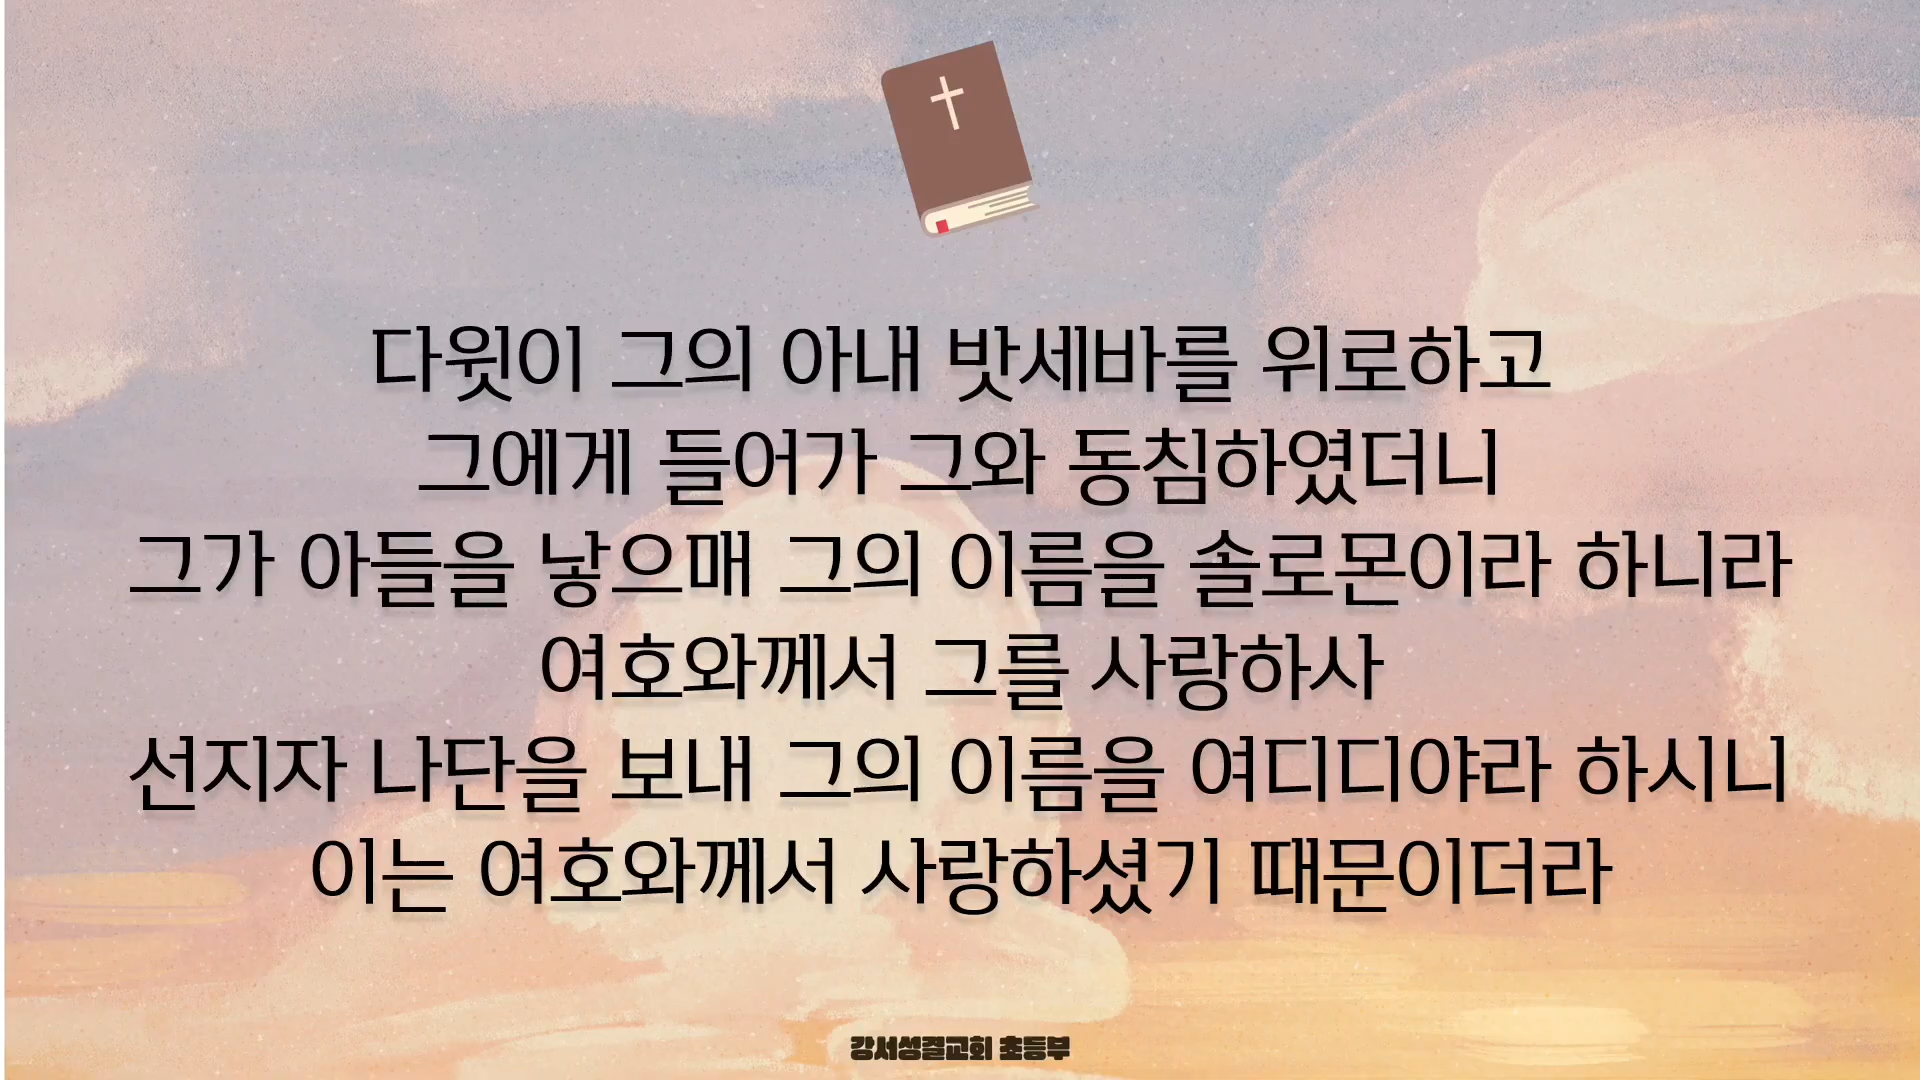 다윗이 그의 아내 밧세바를 위로하고
그에게 들어가 그와 동침하였더니
그가 아들을 낳으매 그의 이름을 솔로몬이라 하니라
여호와께서 그를 사랑하사
선지자 나단을 보내 그의 이름을 여디디야라 하시니
이는 여호와께서 사랑하셨기 때문이더라
강서성결교회 초등부